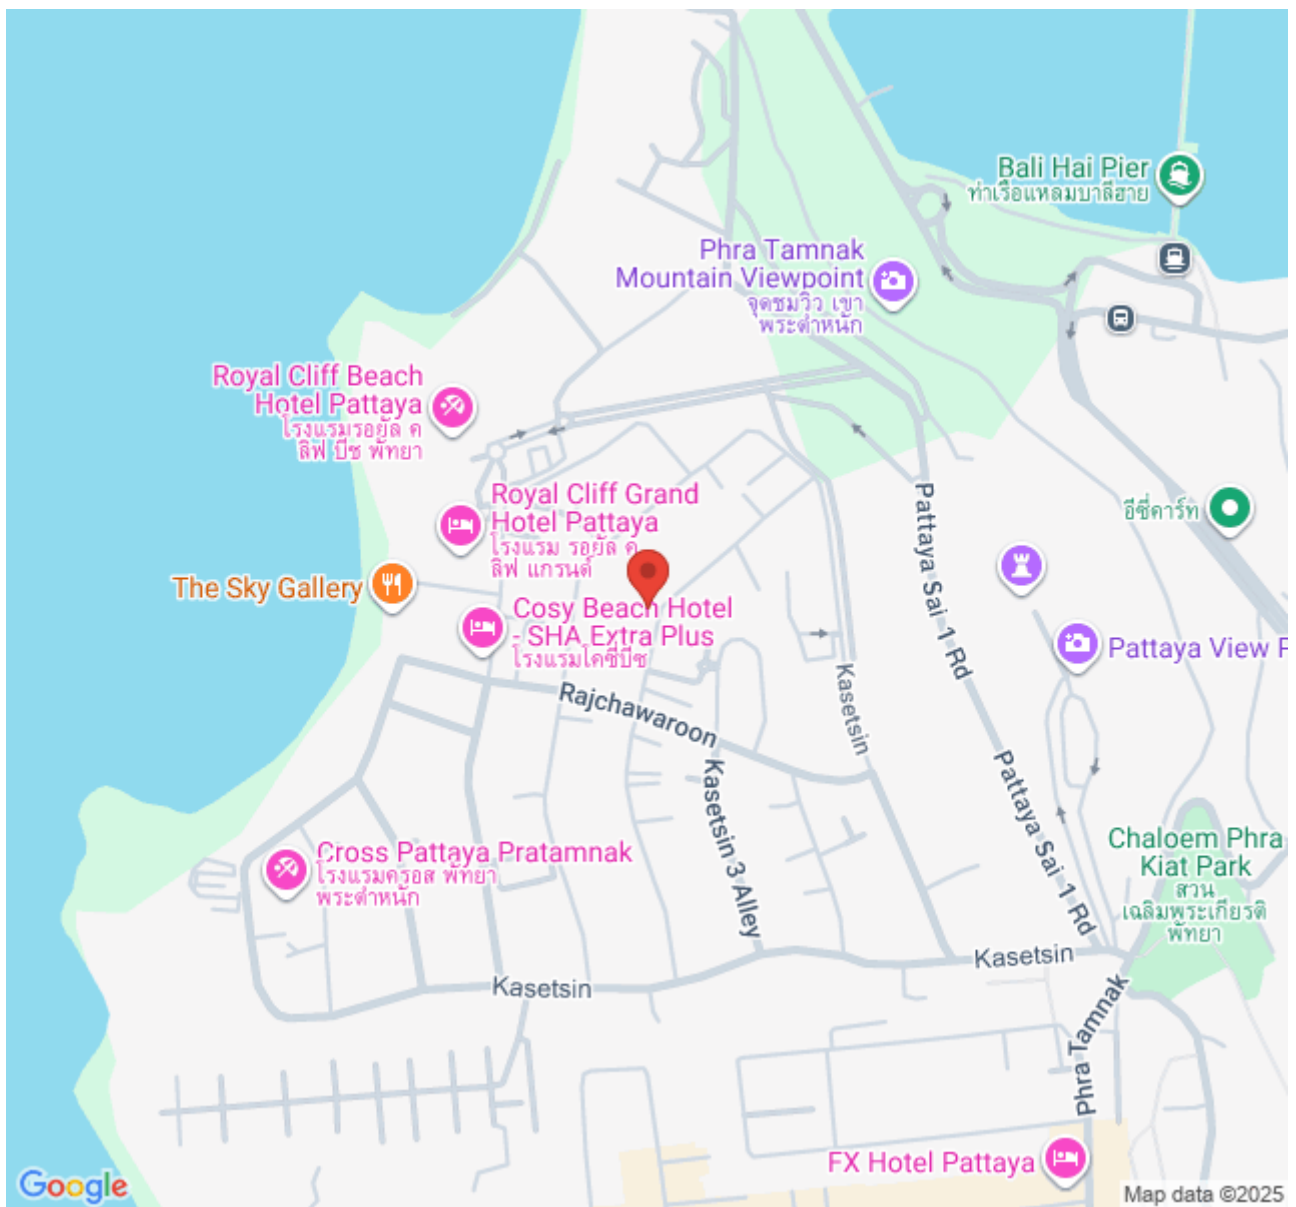 Bali Hai Pier
ท่าเรือแหลมบาลีฮาย
Phra Tamnak
Mountain Viewpoint
จุดชมวิว เขา
พระตำหนัก
Royal Cliff Beach
Hotel Pattaya
โรงแรมรอยัล ค
ลิฟ บีช พัทยา
Royal Cliff Grand
Hotel Pattaya
โรงแรม รอยัล ค
ลิฟ แกรนด์
อีซี่คาร์ท
The Sky Gallery
Cosy Beach Hotel
- SHA Extra Plus
โรงแรมโคซี่บีช
Pattaya Sai 1 Rd
Pattaya View P
Kasetsin
Rajchawaroon
Kasetsin 3 Alley
Pattaya Sai 1 Rd
Chaloem Phra
Kiat Park
สวน
เฉลิมพระเกียรติ
พัทยา
Cross Pattaya Pratamnak
โรงแรมครอส พัทยา
พระตำหนัก
Kasetsin
Kasetsin
Phra Tamnak
FX Hotel Pattaya
Google
Map data ©2025